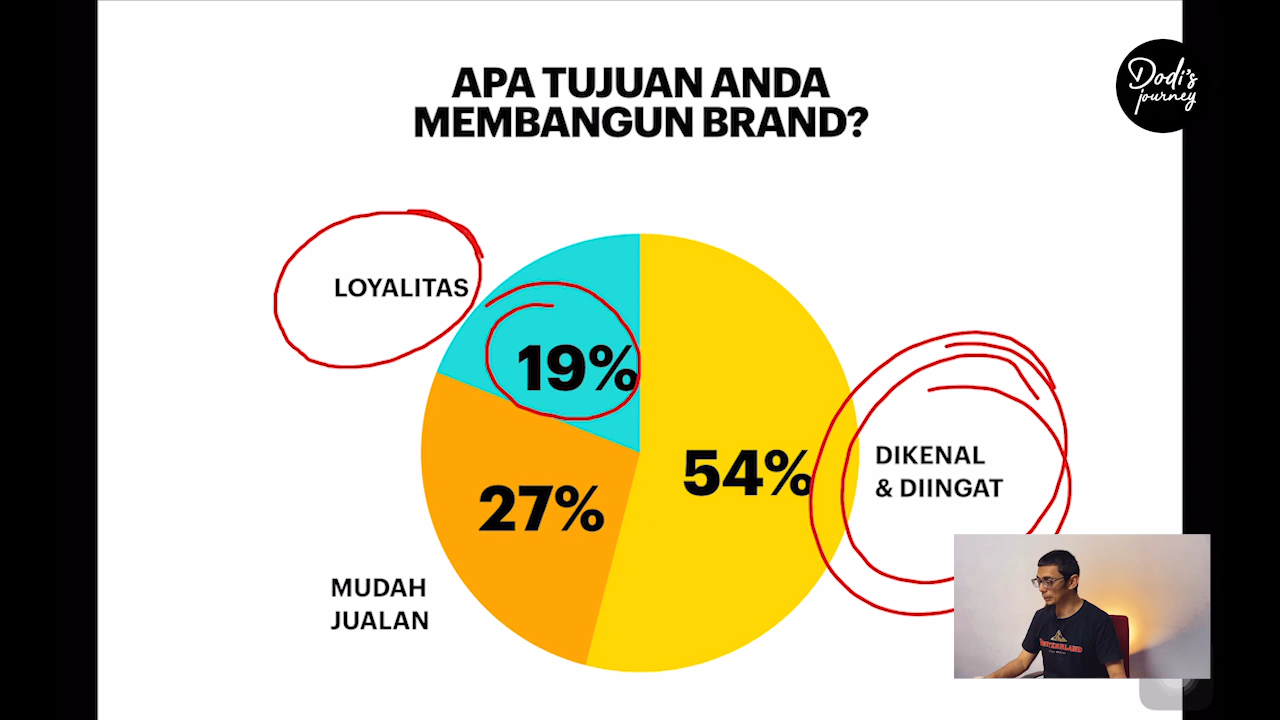 APA TUJUAN ANDA
MEMBANGUN BRAND?
Dodi's
journey
LOYALITAS
19%
54%
DIKENAL
& DIINGAT
27%
MUDAH
JUALAN